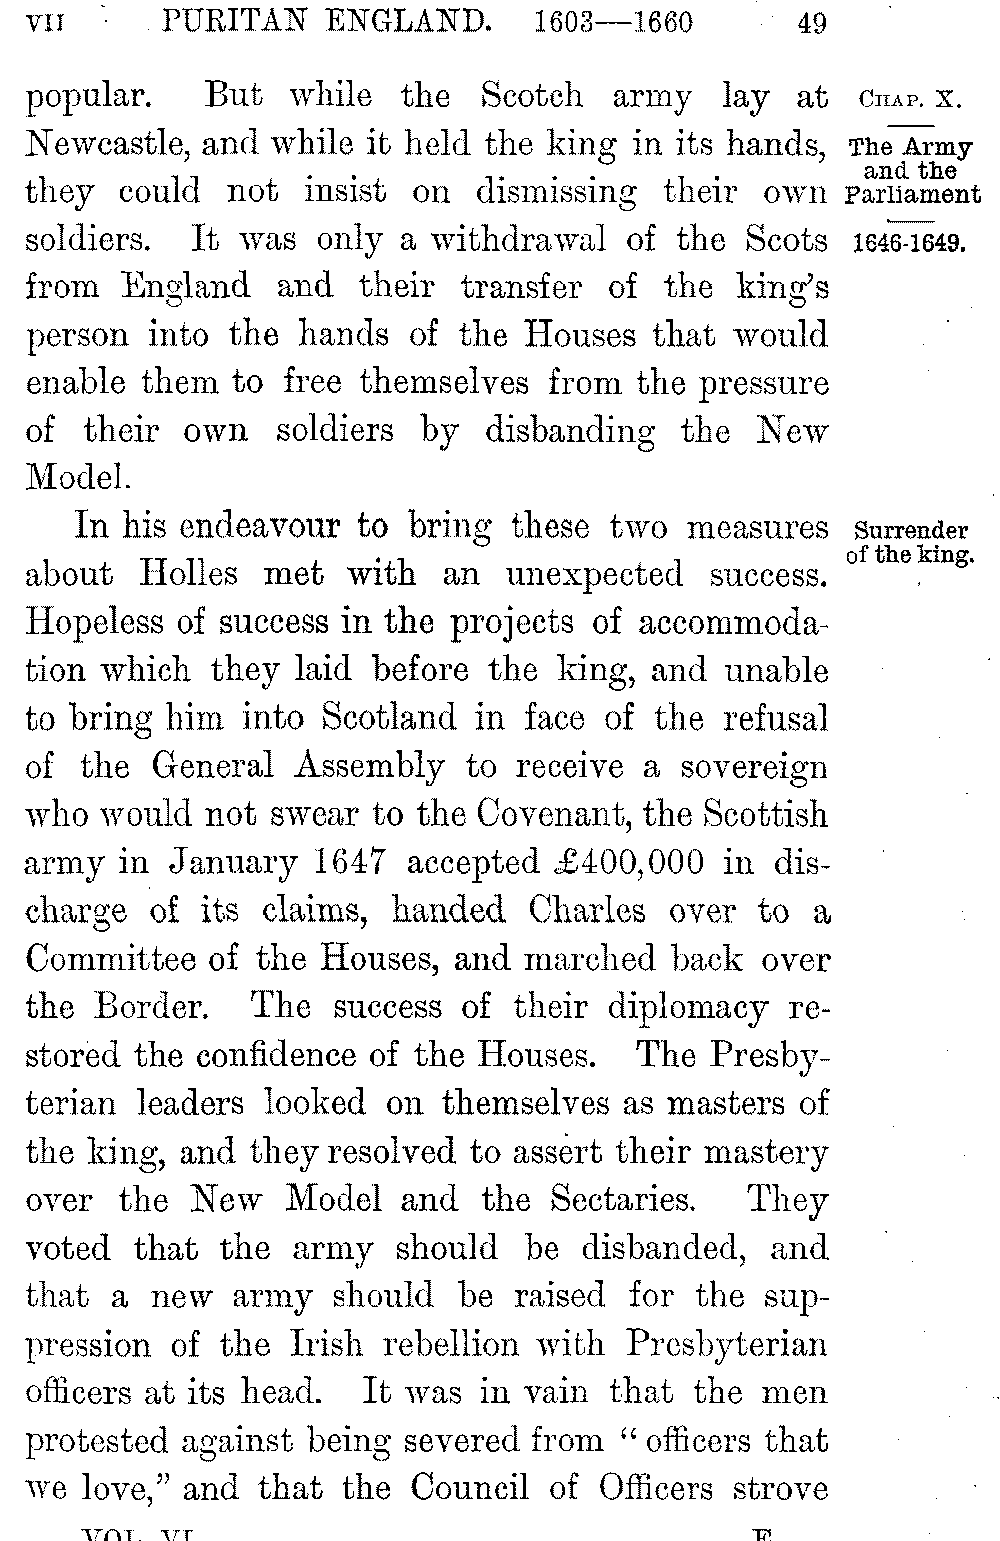 VII PURITAN ENGLAND. 1603—1660 49
popular. But while the Scotch army lay at
Newcastle, and while it held the king in its hands,
they could not insist on dismissing their own
soldiers. It was only a withdrawal of the Scots
from England and their transfer of the king's
person into the hands of the Houses that would
enable them to free themselves from the pressure
of their own soldiers by disbanding the New
Model.
CHAP. X.
The Army
and the
Parliament
1646-1649.
In his endeavour to bring these two measures
about Holles met with an unexpected success.
Hopeless of success in the projects of accommoda-
tion which they laid before the king, and unable
to bring him into Scotland in face of the refusal
of the General Assembly to receive a sovereign
who would not swear to the Covenant, the Scottish
army in January 1647 accepted £400,000 in dis-
charge of its claims, handed Charles over to a
Committee of the Houses, and marched back over
the Border. The success of their diplomacy re-
stored the confidence of the Houses. The Presby-
terian leaders looked on themselves as masters of
the king, and they resolved to assert their mastery
over the New Model and the Sectaries. They
voted that the army should be disbanded, and
that a new army should be raised for the sup-
pression of the Irish rebellion with Presbyterian
officers at its head. It was in vain that the men
protested against being severed from "officers that
we love," and that the Council of Officers strove
Surrender
of the king.
VOL. VI. E